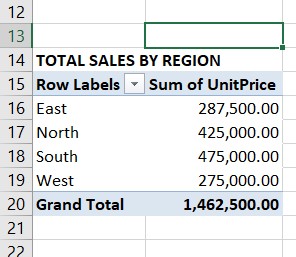 12
13
14 TOTAL SALES BY REGION
15 Row Labels Sum of UnitPrice
16 East 287,500.00
17 North 425,000.00
18 South 475,000.00
19 West 275,000.00
20 Grand Total 1,462,500.00
21
22